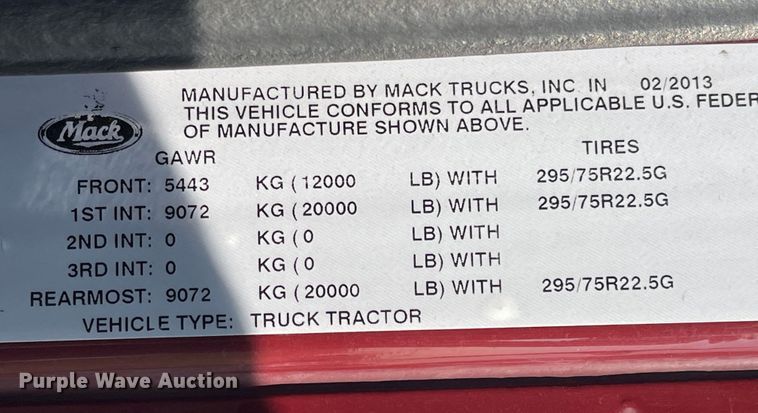 MANUFACTURED BY MACK TRUCKS, INC. IN 02/2013
THIS VEHICLE CONFORMS TO ALL APPLICABLE U.S. FEDER
OF MANUFACTURE SHOWN ABOVE.
Mack
GAWR TIRES
FRONT: 5443 KG ( 12000 LB) WITH 295/75R22.5G
1ST INT: 9072 KG ( 20000 LB) WITH 295/75R22.5G
2ND INT: 0 KG ( 0 LB) WITH
3RD INT: 0 KG ( 0 LB) WITH
REARMOST: 9072 KG ( 20000 LB) WITH 295/75R22.5G
VEHICLE TYPE: TRUCK TRACTOR
Purple Wave Auction